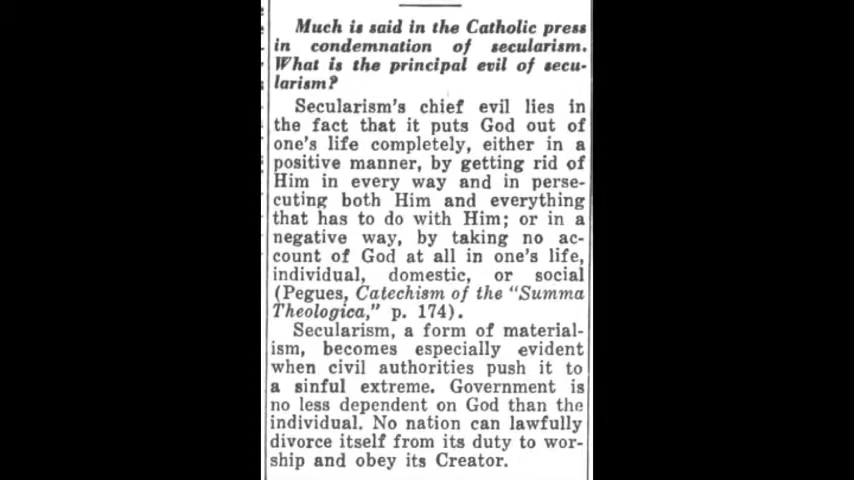 Much is said in the Catholic press
in condemnation of secularism.
What is the principal evil of secu-
larism?
Secularism's chief evil lies in
the fact that it puts God out of
one's life completely, either in a
positive manner, by getting rid of
Him in every way and in perse-
cuting both Him and everything
that has to do with Him; or in a
negative way, by taking no ac-
count of God at all in one's life,
individual, domestic, or social
(Pegues, Catechism of the "Summa
Theologica," p. 174).
Secularism, a form of material-
ism, becomes especially evident
when civil authorities push it to
a sinful extreme. Government is
no less dependent on God than the
individual. No nation can lawfully
divorce itself from its duty to wor-
ship and obey its Creator.